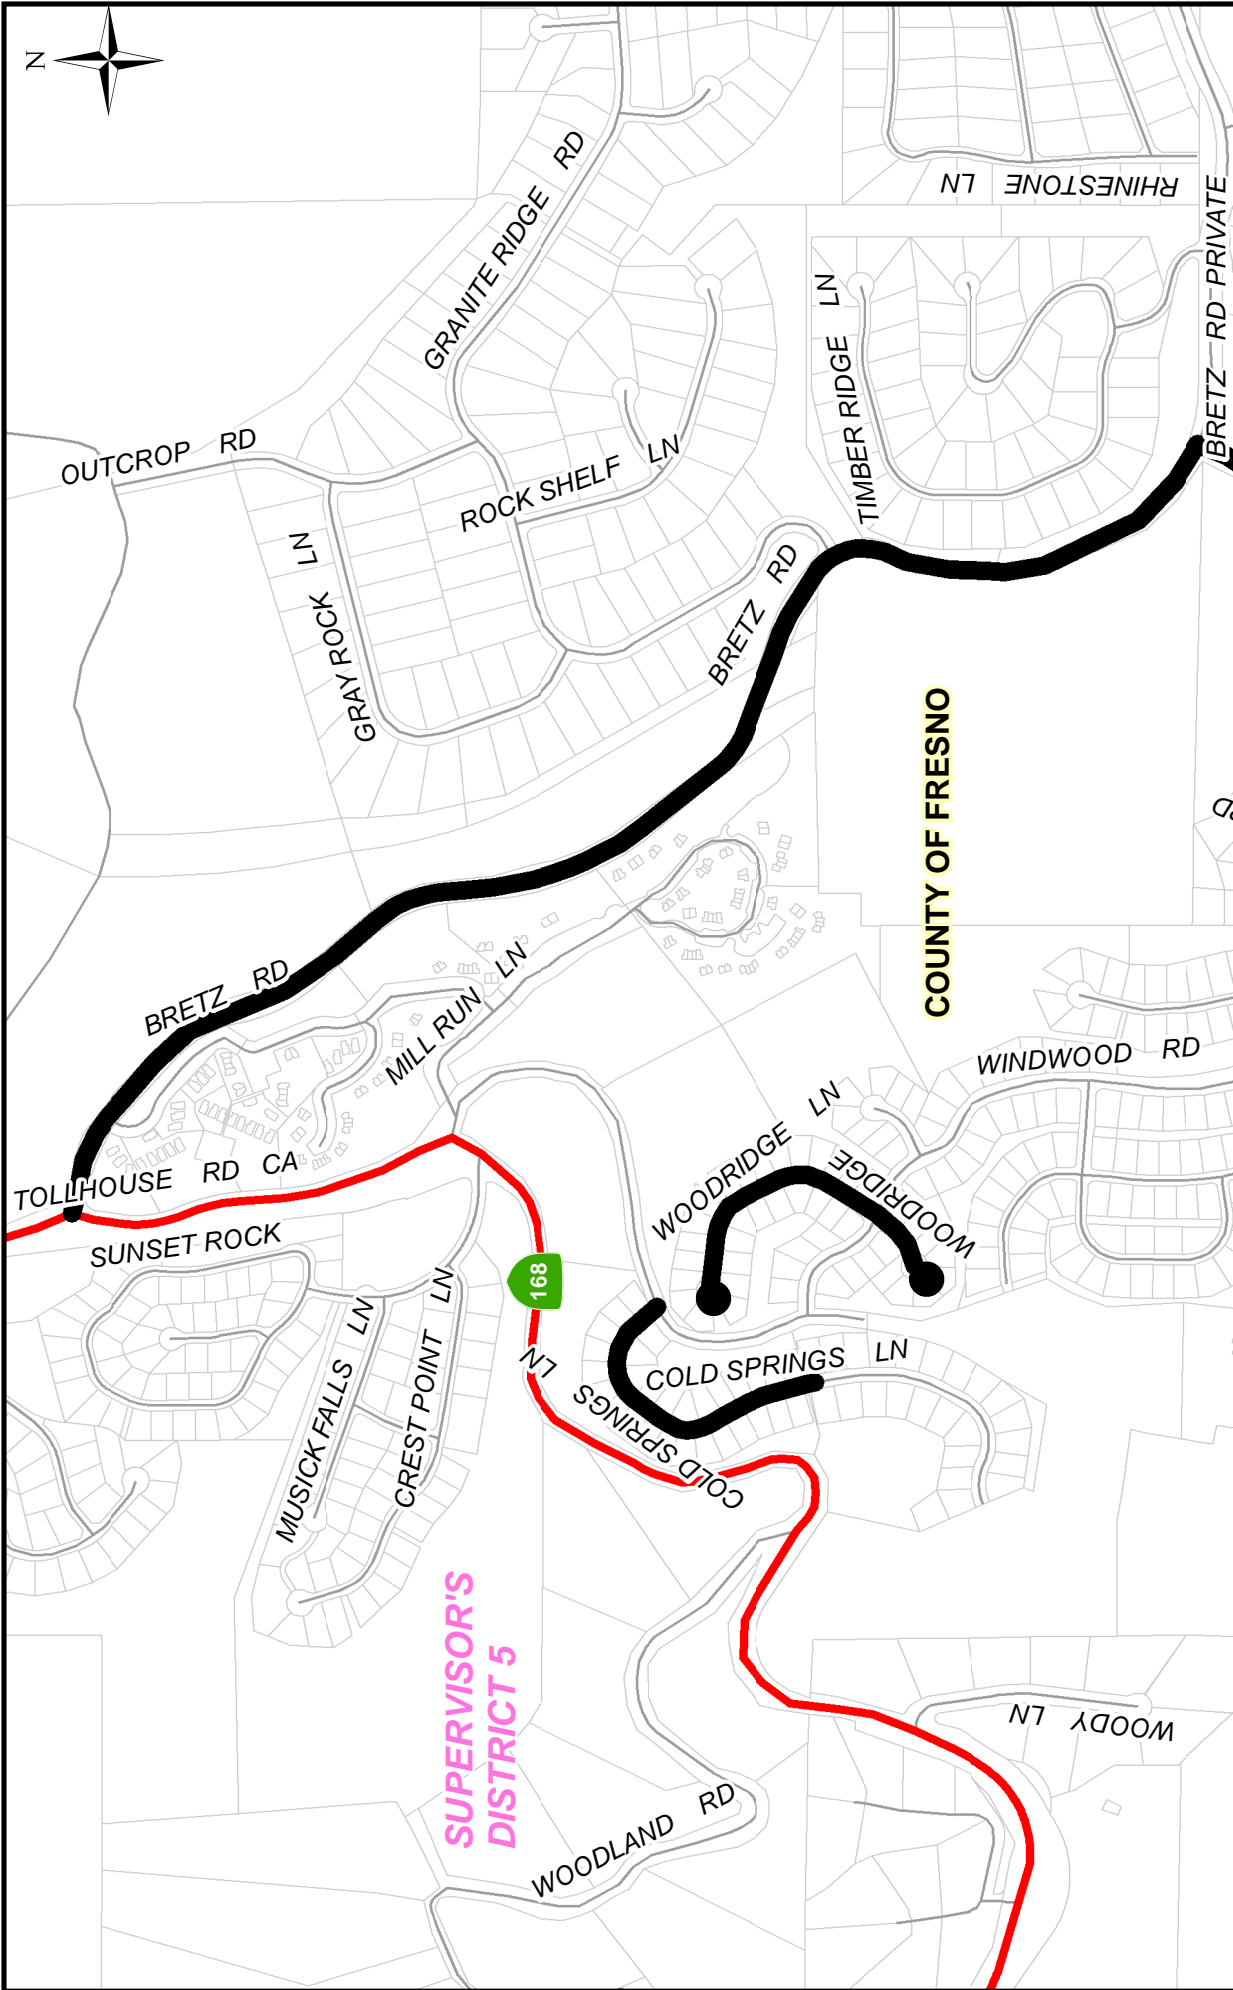 N
GRANITE RIDGE RD
RHINESTONE LN
BRETZ RD PRIVATE
TIMBER RIDGE LN
OUTCROP RD
ROCK SHELF LN
GRAY ROCK LN
BRETZ RD
COUNTY OF FRESNO
BRETZ RD
MILL RUN LN
WINDWOOD RD
WOODRIDGE LN
WOODRIDGE
TOLLHOUSE RD CA
SUNSET ROCK
168
MUSICK FALLS LN
CREST POINT LN
COLD SPRINGS LN
COLD SPRINGS LN
SUPERVISOR'S
DISTRICT 5
WOODLAND RD
WOODY LN